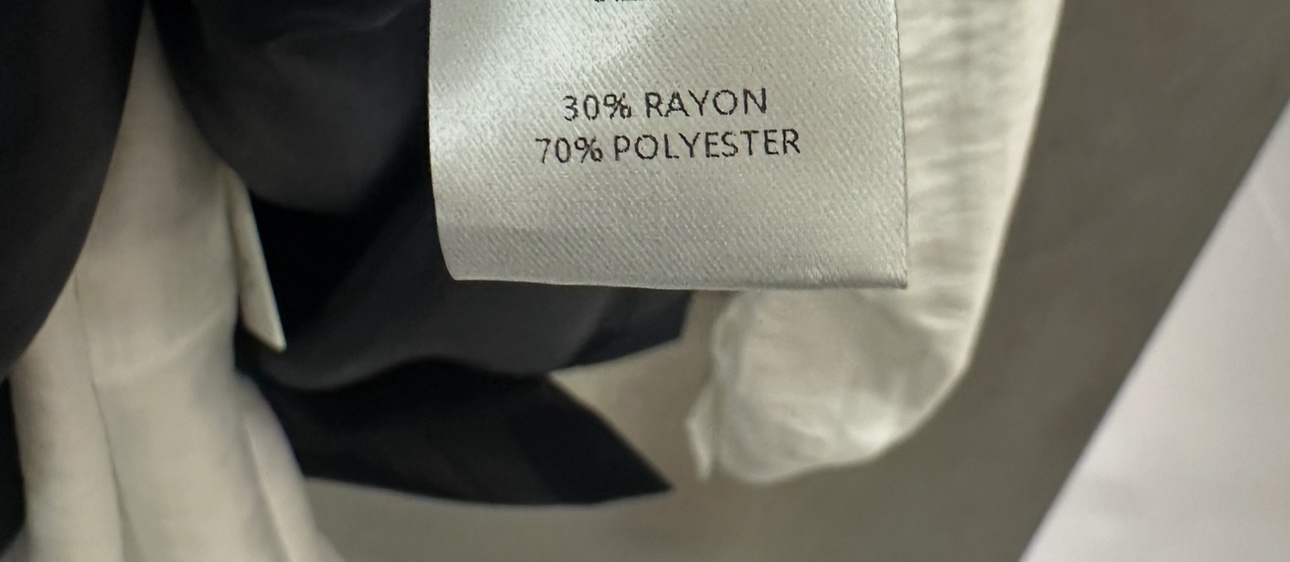 30% RAYON
70% POLYESTER